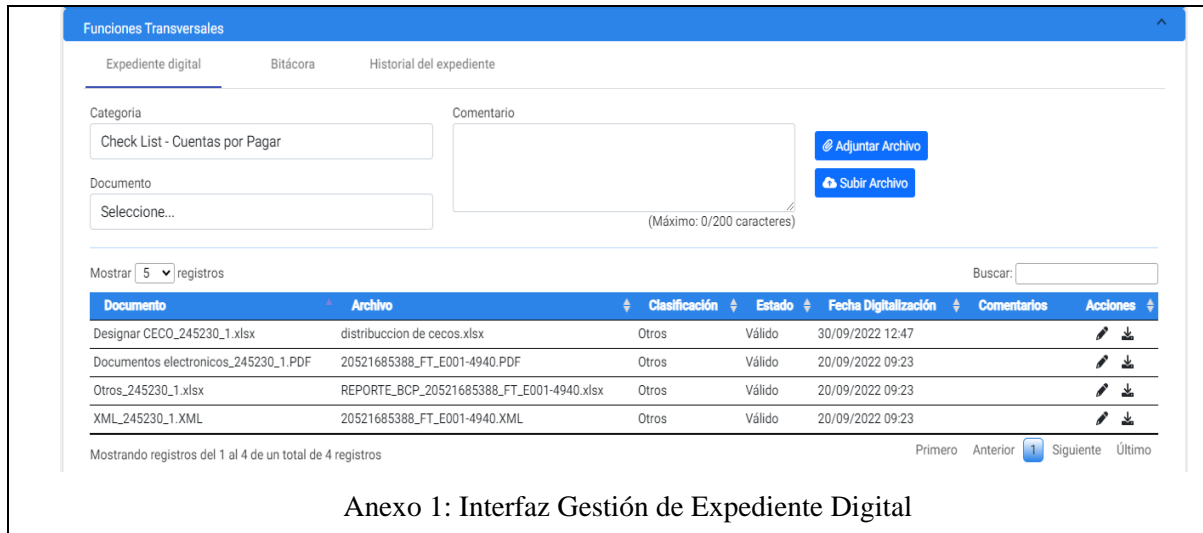 Funciones Transversales
Expediente digital Bitácora Historial del expediente
Categoria Comentario
Check List - Cuentas por Pagar
Adjuntar Archivo
Documento
Subir Archivo
Seleccione...
(Máximo: 0/200 caracteres)
Mostrar 5 registros Buscar:
Documento Archivo Clasificación Estado Fecha Digitalización Comentarios Acciones
Designar CECO_245230_1.xlsx distribuccion de cecos.xlsx Otros Válido 30/09/2022 12:47
Documentos electronicos_245230_1.PDF 20521685388_FT_E001-4940.PDF Otros Válido 20/09/2022 09:23
Otros_245230_1.xlsx REPORTE_BCP_20521685388_FT_E001-4940.xlsx Otros Válido 20/09/2022 09:23
XML_245230_1.XML 20521685388_FT_E001-4940.XML Otros Válido 20/09/2022 09:23
Mostrando registros del 1 al 4 de un total de 4 registros Primero Anterior 1 Siguiente Último
Anexo 1: Interfaz Gestión de Expediente Digital